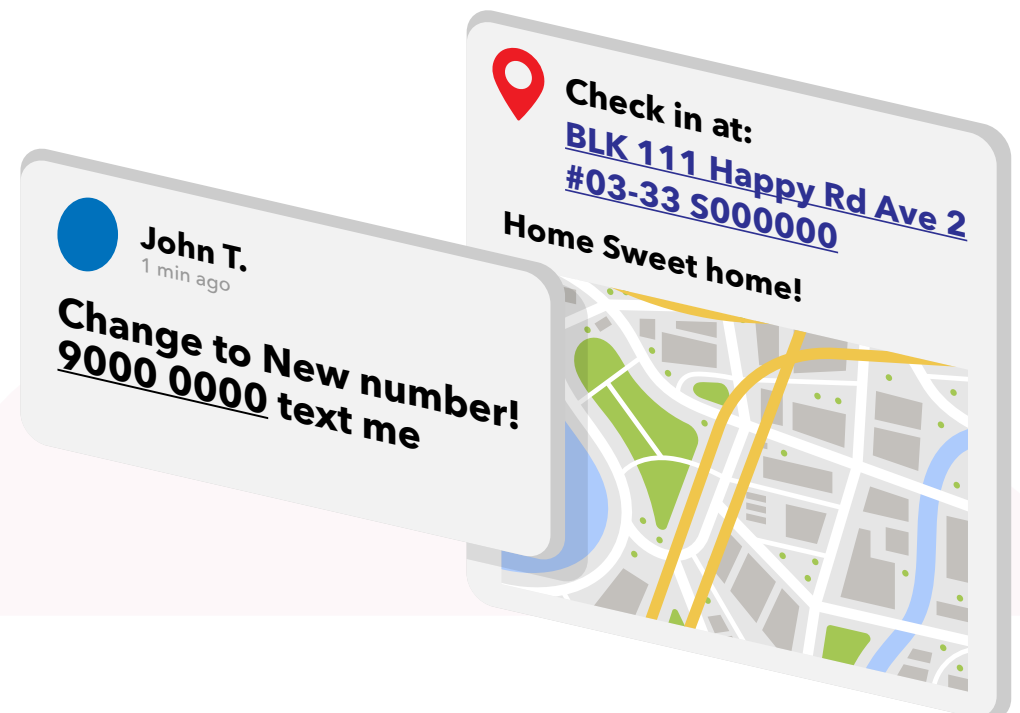 Check in at:
BLK 111 Happy Rd Ave 2
#03-33 S000000
Home Sweet home!
John T.
1 min ago
Change to New number!
9000 0000 text me